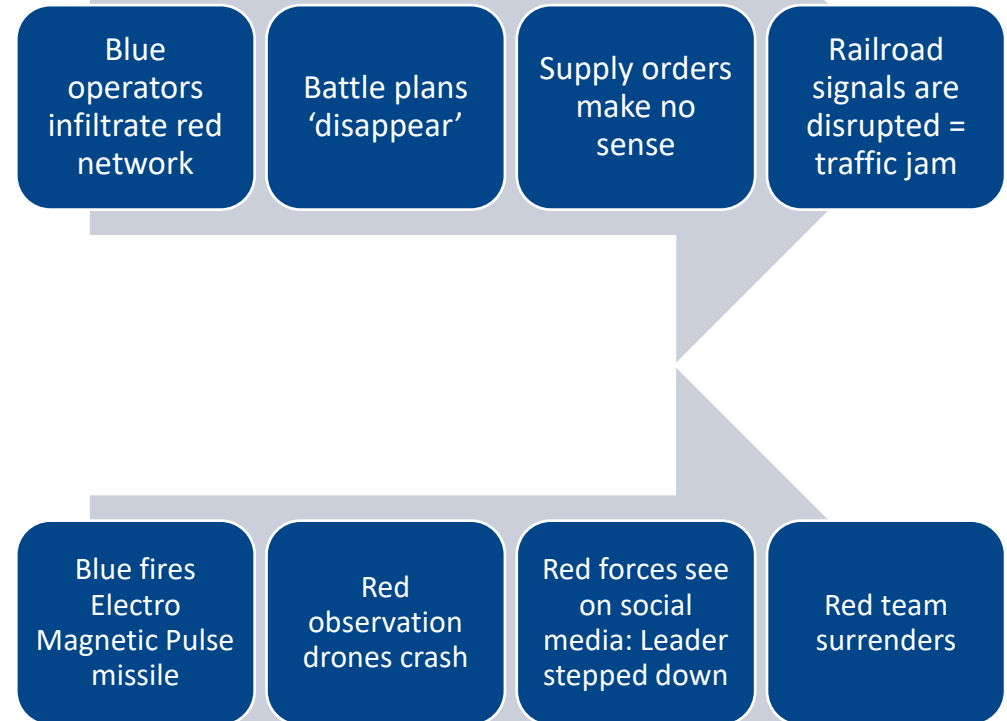 Blue
operators
infiltrate red
network
Battle plans
‘disappear’
Supply orders
make no
sense
Railroad
signals are
disrupted =
traffic jam
Blue fires
Electro
Magnetic Pulse
missile
Red
observation
drones crash
Red forces see
on social
media: Leader
stepped down
Red team
surrenders